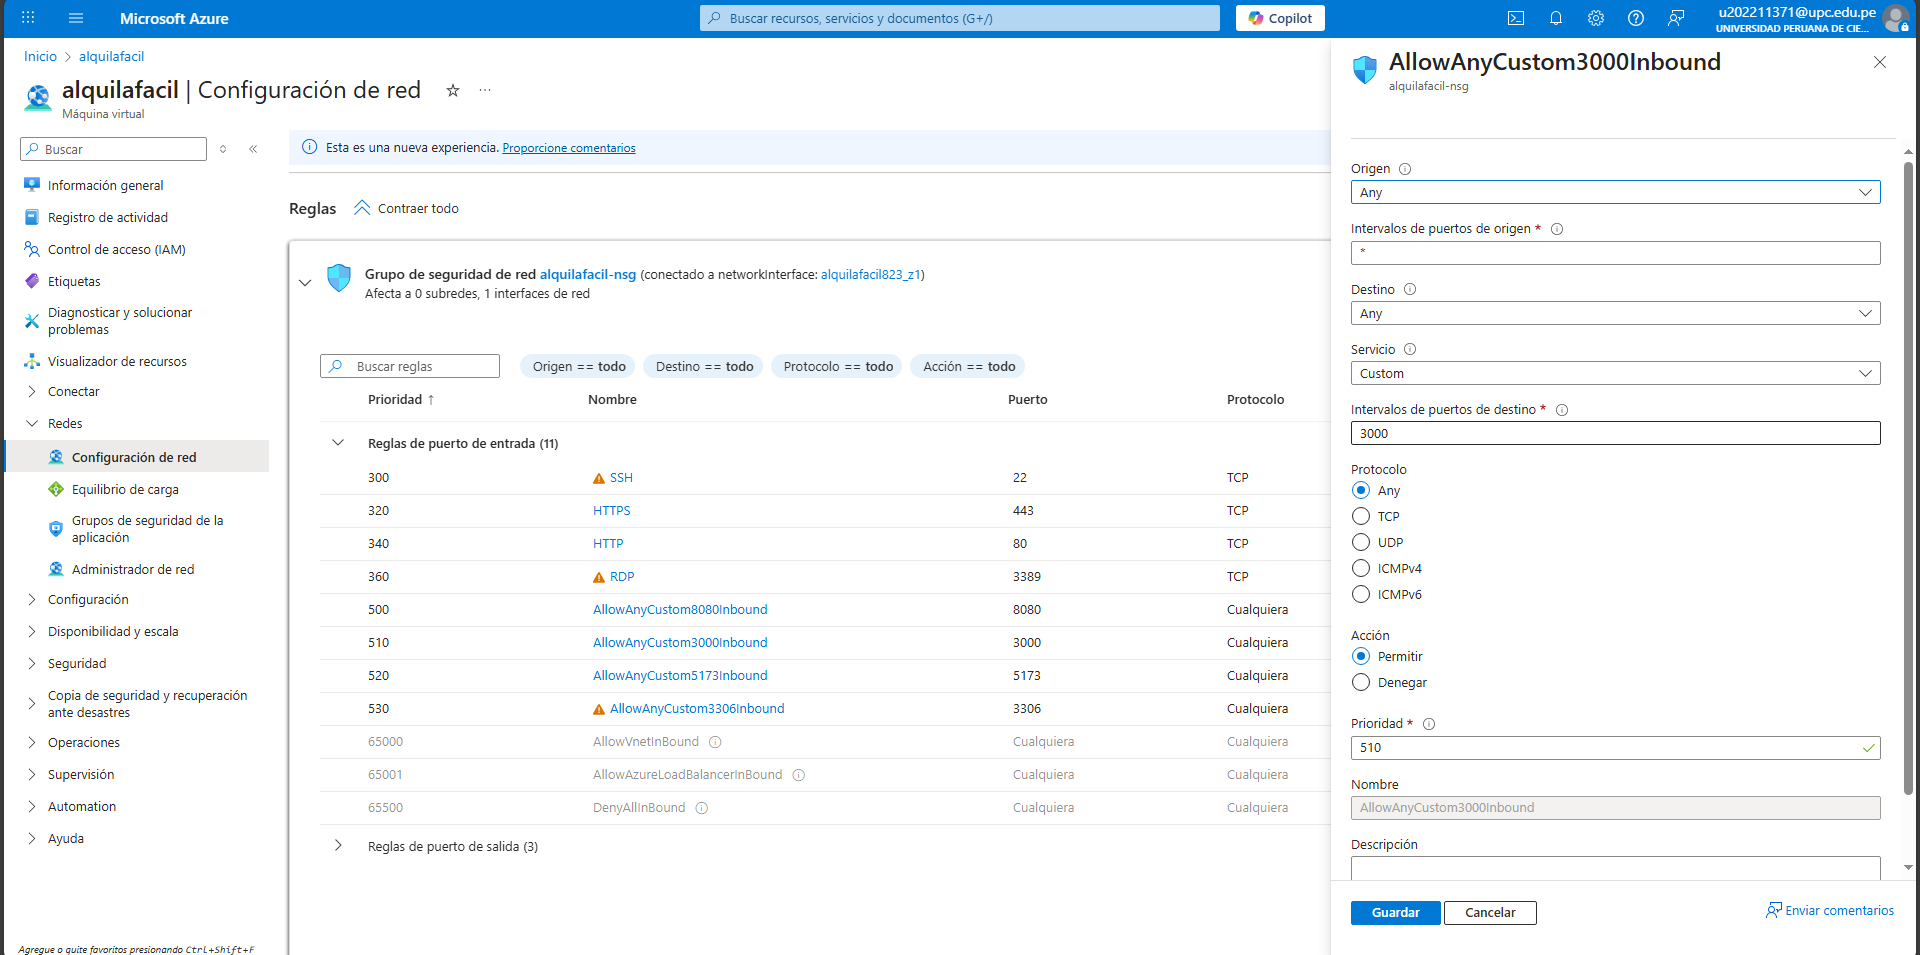 Microsoft Azure
Buscar recursos, servicios y documentos (G+/)
Copilot
u202211371@upc.edu.pe
UNIVERSIDAD PERUANA DE CIE...
Inicio > alquilafacil
alquilafacil | Configuración de red
Máquina virtual
Buscar
Información general
Registro de actividad
Control de acceso (IAM)
Etiquetas
Diagnosticar y solucionar
problemas
Visualizador de recursos
Conectar
Redes
Configuración de red
Equilibrio de carga
Grupos de seguridad de la
aplicación
Administrador de red
Configuración
Disponibilidad y escala
Seguridad
Copia de seguridad y recuperación
ante desastres
Operaciones
Supervisión
Automation
Ayuda
Agregue o quite favoritos presionando Ctrl+Shift+F
Esta es una nueva experiencia. Proporcione comentarios
Reglas Contraer todo
Grupo de seguridad de red alquilafacil-nsg (conectado a networkInterface: alquilafacil823_z1)
Afecta a 0 subredes, 1 interfaces de red
Buscar reglas Origen == todo Destino == todo Protocolo == todo Acción == todo
Prioridad ↑ Nombre Puerto Protocolo
Reglas de puerto de entrada (11)
300 SSH 22 TCP
320 HTTPS 443 TCP
340 HTTP 80 TCP
360 RDP 3389 TCP
500 AllowAnyCustom8080Inbound 8080 Cualquiera
510 AllowAnyCustom3000Inbound 3000 Cualquiera
520 AllowAnyCustom5173Inbound 5173 Cualquiera
530 AllowAnyCustom3306Inbound 3306 Cualquiera
65000 AllowVnetInBound Cualquiera Cualquiera
65001 AllowAzureLoadBalancerInBound Cualquiera Cualquiera
65500 DenyAllInBound Cualquiera Cualquiera
Reglas de puerto de salida (3)
AllowAnyCustom3000Inbound
alquilafacil-nsg
Origen
Any
Intervalos de puertos de origen *
*
Destino
Any
Servicio
Custom
Intervalos de puertos de destino *
3000
Protocolo
Any
TCP
UDP
ICMPv4
ICMPv6
Acción
Permitir
Denegar
Prioridad *
510
Nombre
AllowAnyCustom3000Inbound
Descripción
Guardar Cancelar Enviar comentarios